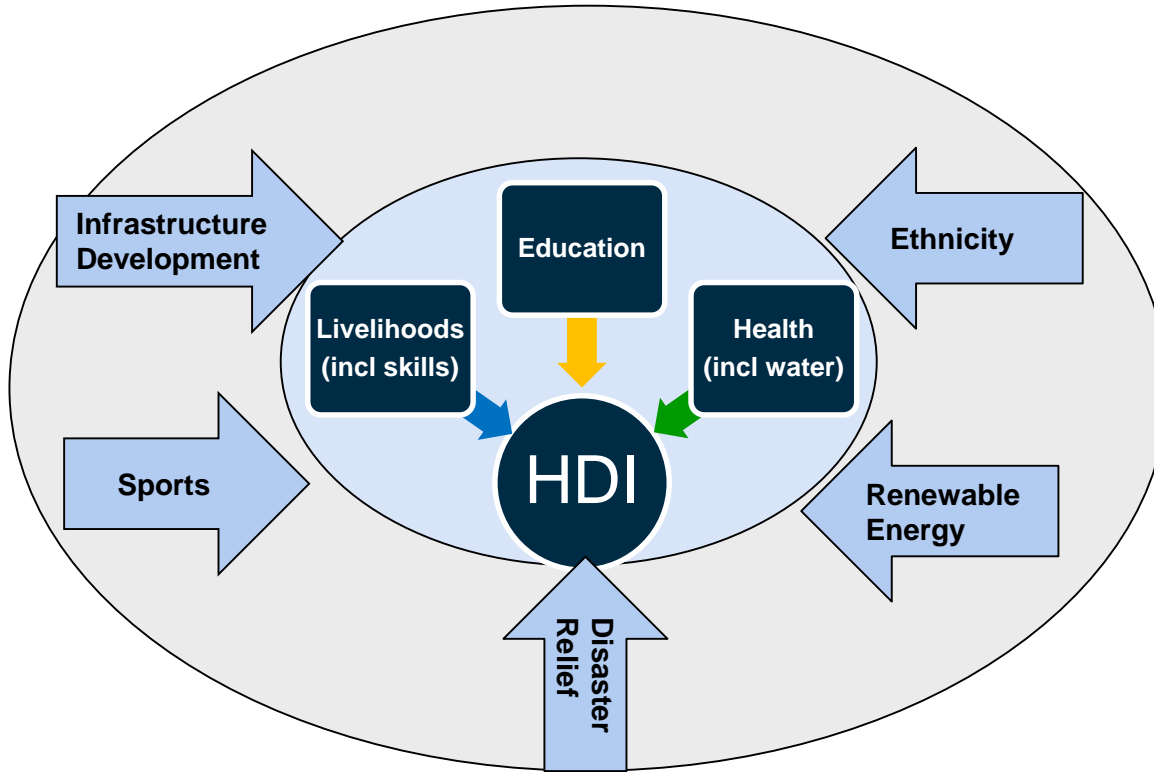 Infrastructure
Development
Education
Ethnicity
Livelihoods
(incl skills)
Health
(incl water)
HDI
Sports
Renewable
Energy
Disaster
Relief